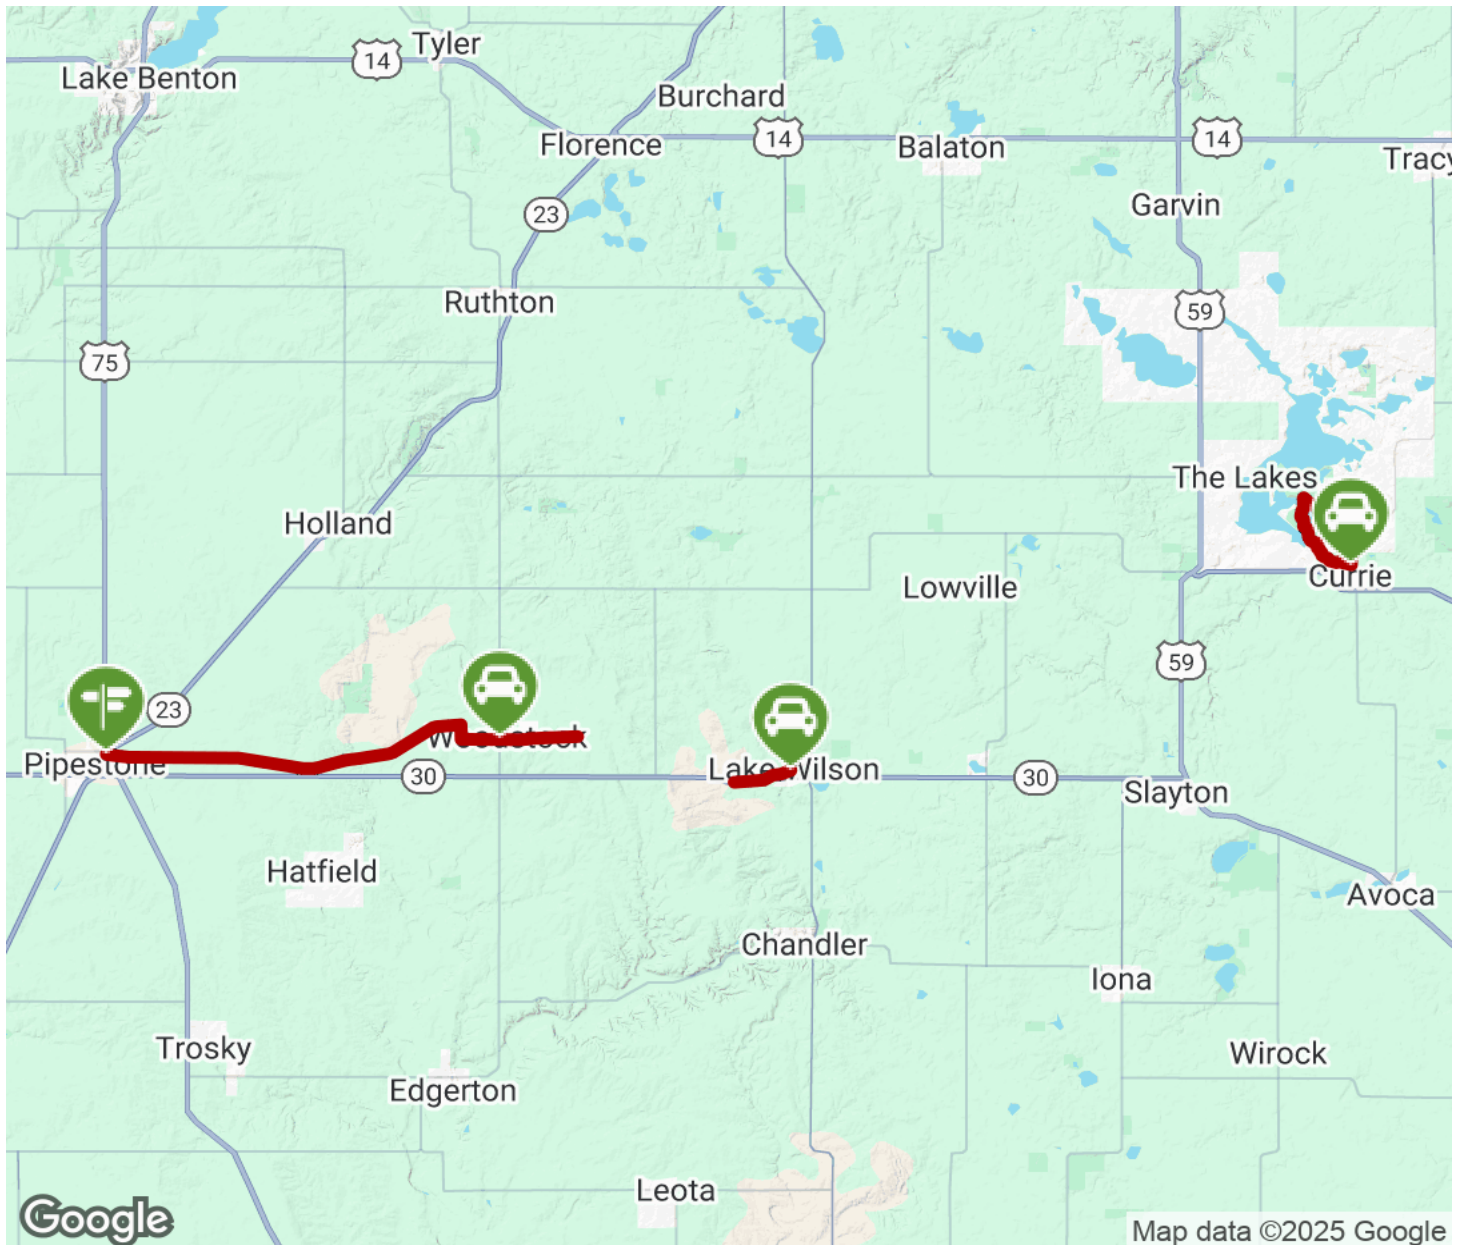 Tyler
14
Lake Benton
Burchard
Florence
14
Balaton
14
Tracy
Garvin
23
Ruthton
59
75
The Lakes
Holland
Currie
Lowville
59
23
Woodstock
Pipestone
30
Lake Wilson
30
Slayton
Hatfield
Avoca
Chandler
Iona
Trosky
Wirock
Edgerton
Leota
Google
Map data ©2025 Google